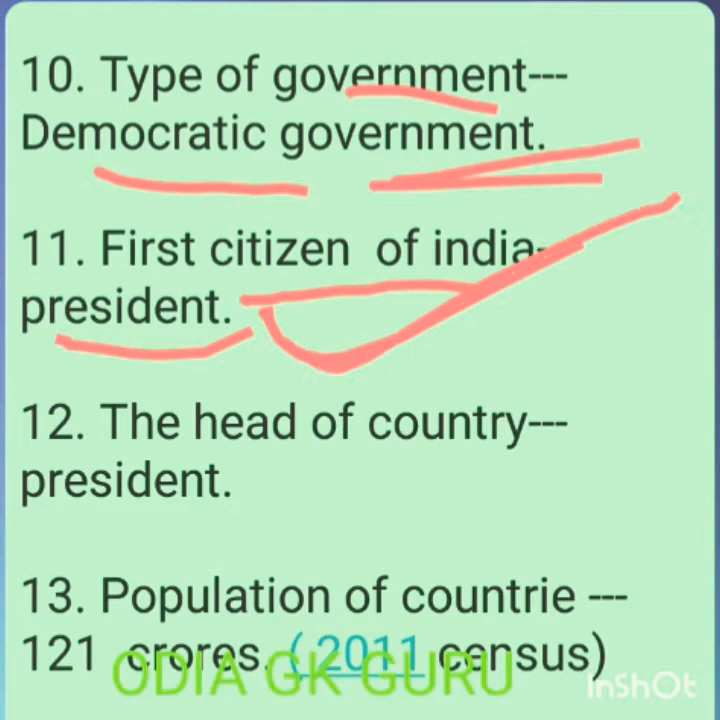 10. Type of government---
Democratic government.
11. First citizen of india-
president.
12. The head of country---
president.
13. Population of countrie ---
121 crores. ( 2011 census)
ODIA GK GURU
InShOt